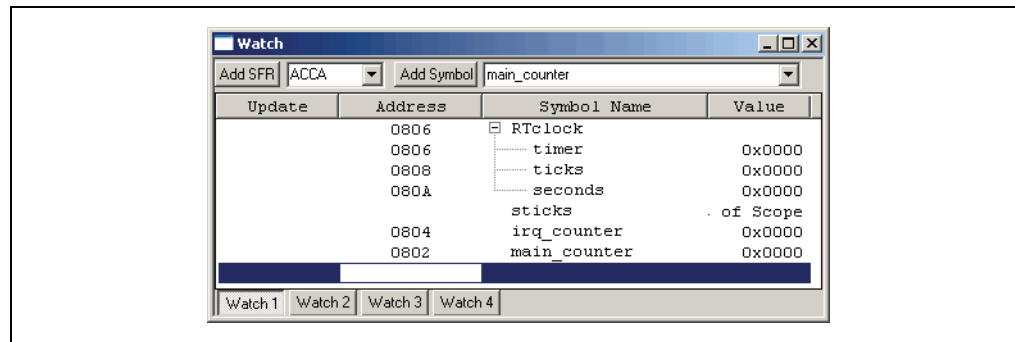 Watch
Add SFR ACCA Add Symbol main_counter
Update Address Symbol Name Value
0806 RTclock
0806 timer 0x0000
0808 ticks 0x0000
080A seconds 0x0000
sticks . of Scope
0804 irq_counter 0x0000
0802 main_counter 0x0000
Watch 1 Watch 2 Watch 3 Watch 4